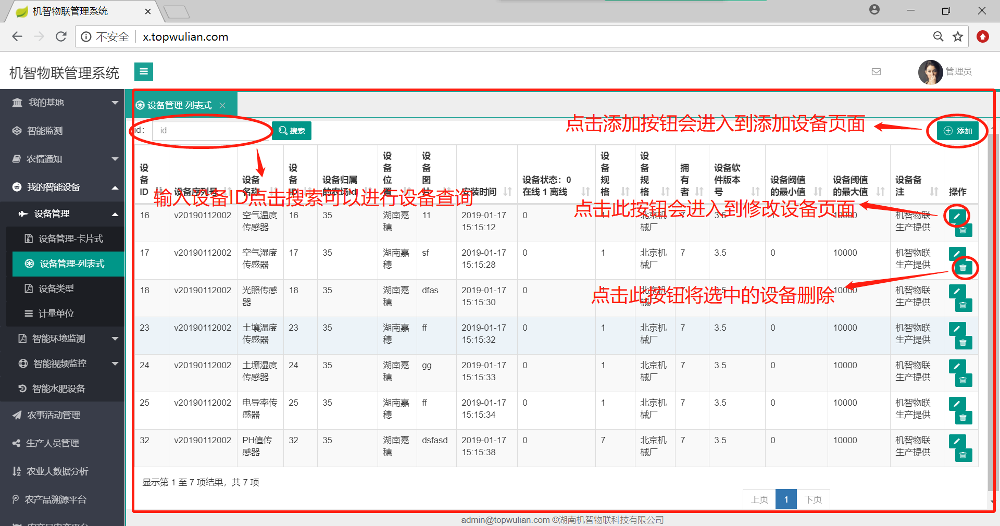 机智物联管理系统
不安全 x.topwulian.com
机智物联管理系统
管理员
我的基地
智能监测
农情通知
我的智能设备
设备管理
设备管理-卡片式
设备管理-列表式
设备类型
计量单位
智能环境监测
智能视频监控
智能水肥设备
农事活动管理
生产人员管理
农业大数据分析
农产品溯源平台
设备管理-列表式
id： id 搜索
点击添加按钮会进入到添加设备页面
添加
输入设备ID点击搜索可以进行设备查询
点击此按钮会进入到修改设备页面
点击此按钮将选中的设备删除
设备ID 设备序列号 设备名称 设备ID 设备归属的农场id 设备位置 设备图片 安装时间 设备状态：0在线 1 离线 设备规格 设备规格 拥有者 设备软件版本号 设备阈值的最小值 设备阈值的最大值 设备备注 操作
16 v20190112002 空气温度传感器 16 35 湖南嘉穗 11 2019-01-17 15:15:12 0 1 北京机械厂 7 3.5 0 10000 机智物联生产提供
17 v20190112002 空气湿度传感器 17 35 湖南嘉穗 sf 2019-01-17 15:15:28 0 1 北京机械厂 7 3.5 0 10000 机智物联生产提供
18 v20190112002 光照传感器 18 35 湖南嘉穗 dfas 2019-01-17 15:15:30 0 1 北京机械厂 7 3.5 0 10000 机智物联生产提供
23 v20190112002 土壤温度传感器 23 35 湖南嘉穗 ff 2019-01-17 15:15:32 0 1 北京机械厂 7 3.5 0 10000 机智物联生产提供
24 v20190112002 土壤湿度传感器 24 35 湖南嘉穗 gg 2019-01-17 15:15:33 0 1 北京机械厂 7 3.5 0 10000 机智物联生产提供
25 v20190112002 电导率传感器 25 35 湖南嘉穗 ff 2019-01-17 15:15:34 0 1 北京机械厂 7 3.5 0 10000 机智物联生产提供
32 v20190112002 PH值传感器 32 35 湖南嘉穗 dsfasd 2019-01-17 15:15:38 0 7 北京机械厂 7 3.5 0 10000 机智物联生产提供
显示第 1 至 7 项结果，共 7 项
上页 1 下页
admin@topwulian.com ©湖南机智物联科技有限公司